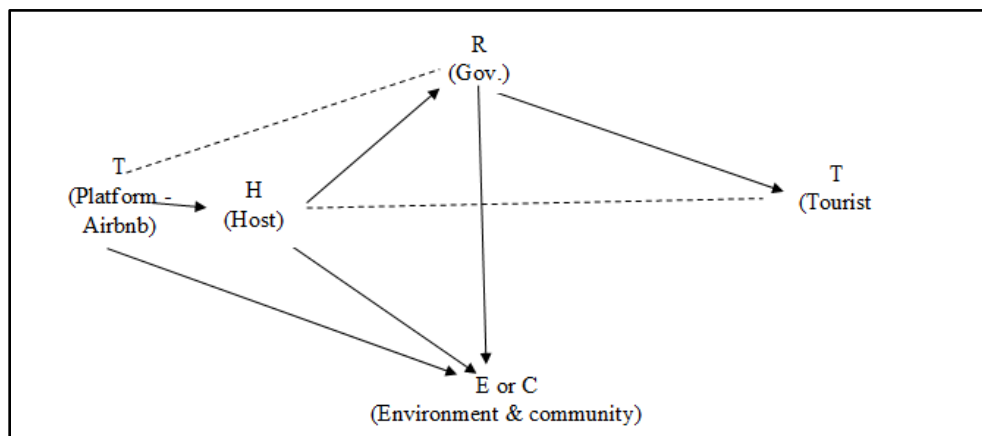 R
(Gov.)
T
(Platform -
Airbnb)
H
(Host)
T
(Tourist
E or C
(Environment & community)